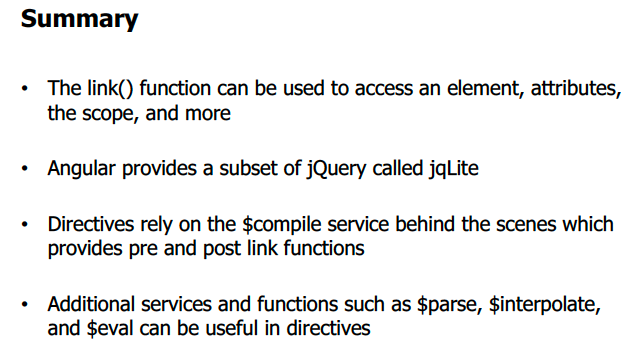 Summary
• The link() function can be used to access an element, attributes,
the scope, and more
• Angular provides a subset of jQuery called jqLite
• Directives rely on the $compile service behind the scenes which
provides pre and post link functions
• Additional services and functions such as $parse, $interpolate,
and $eval can be useful in directives